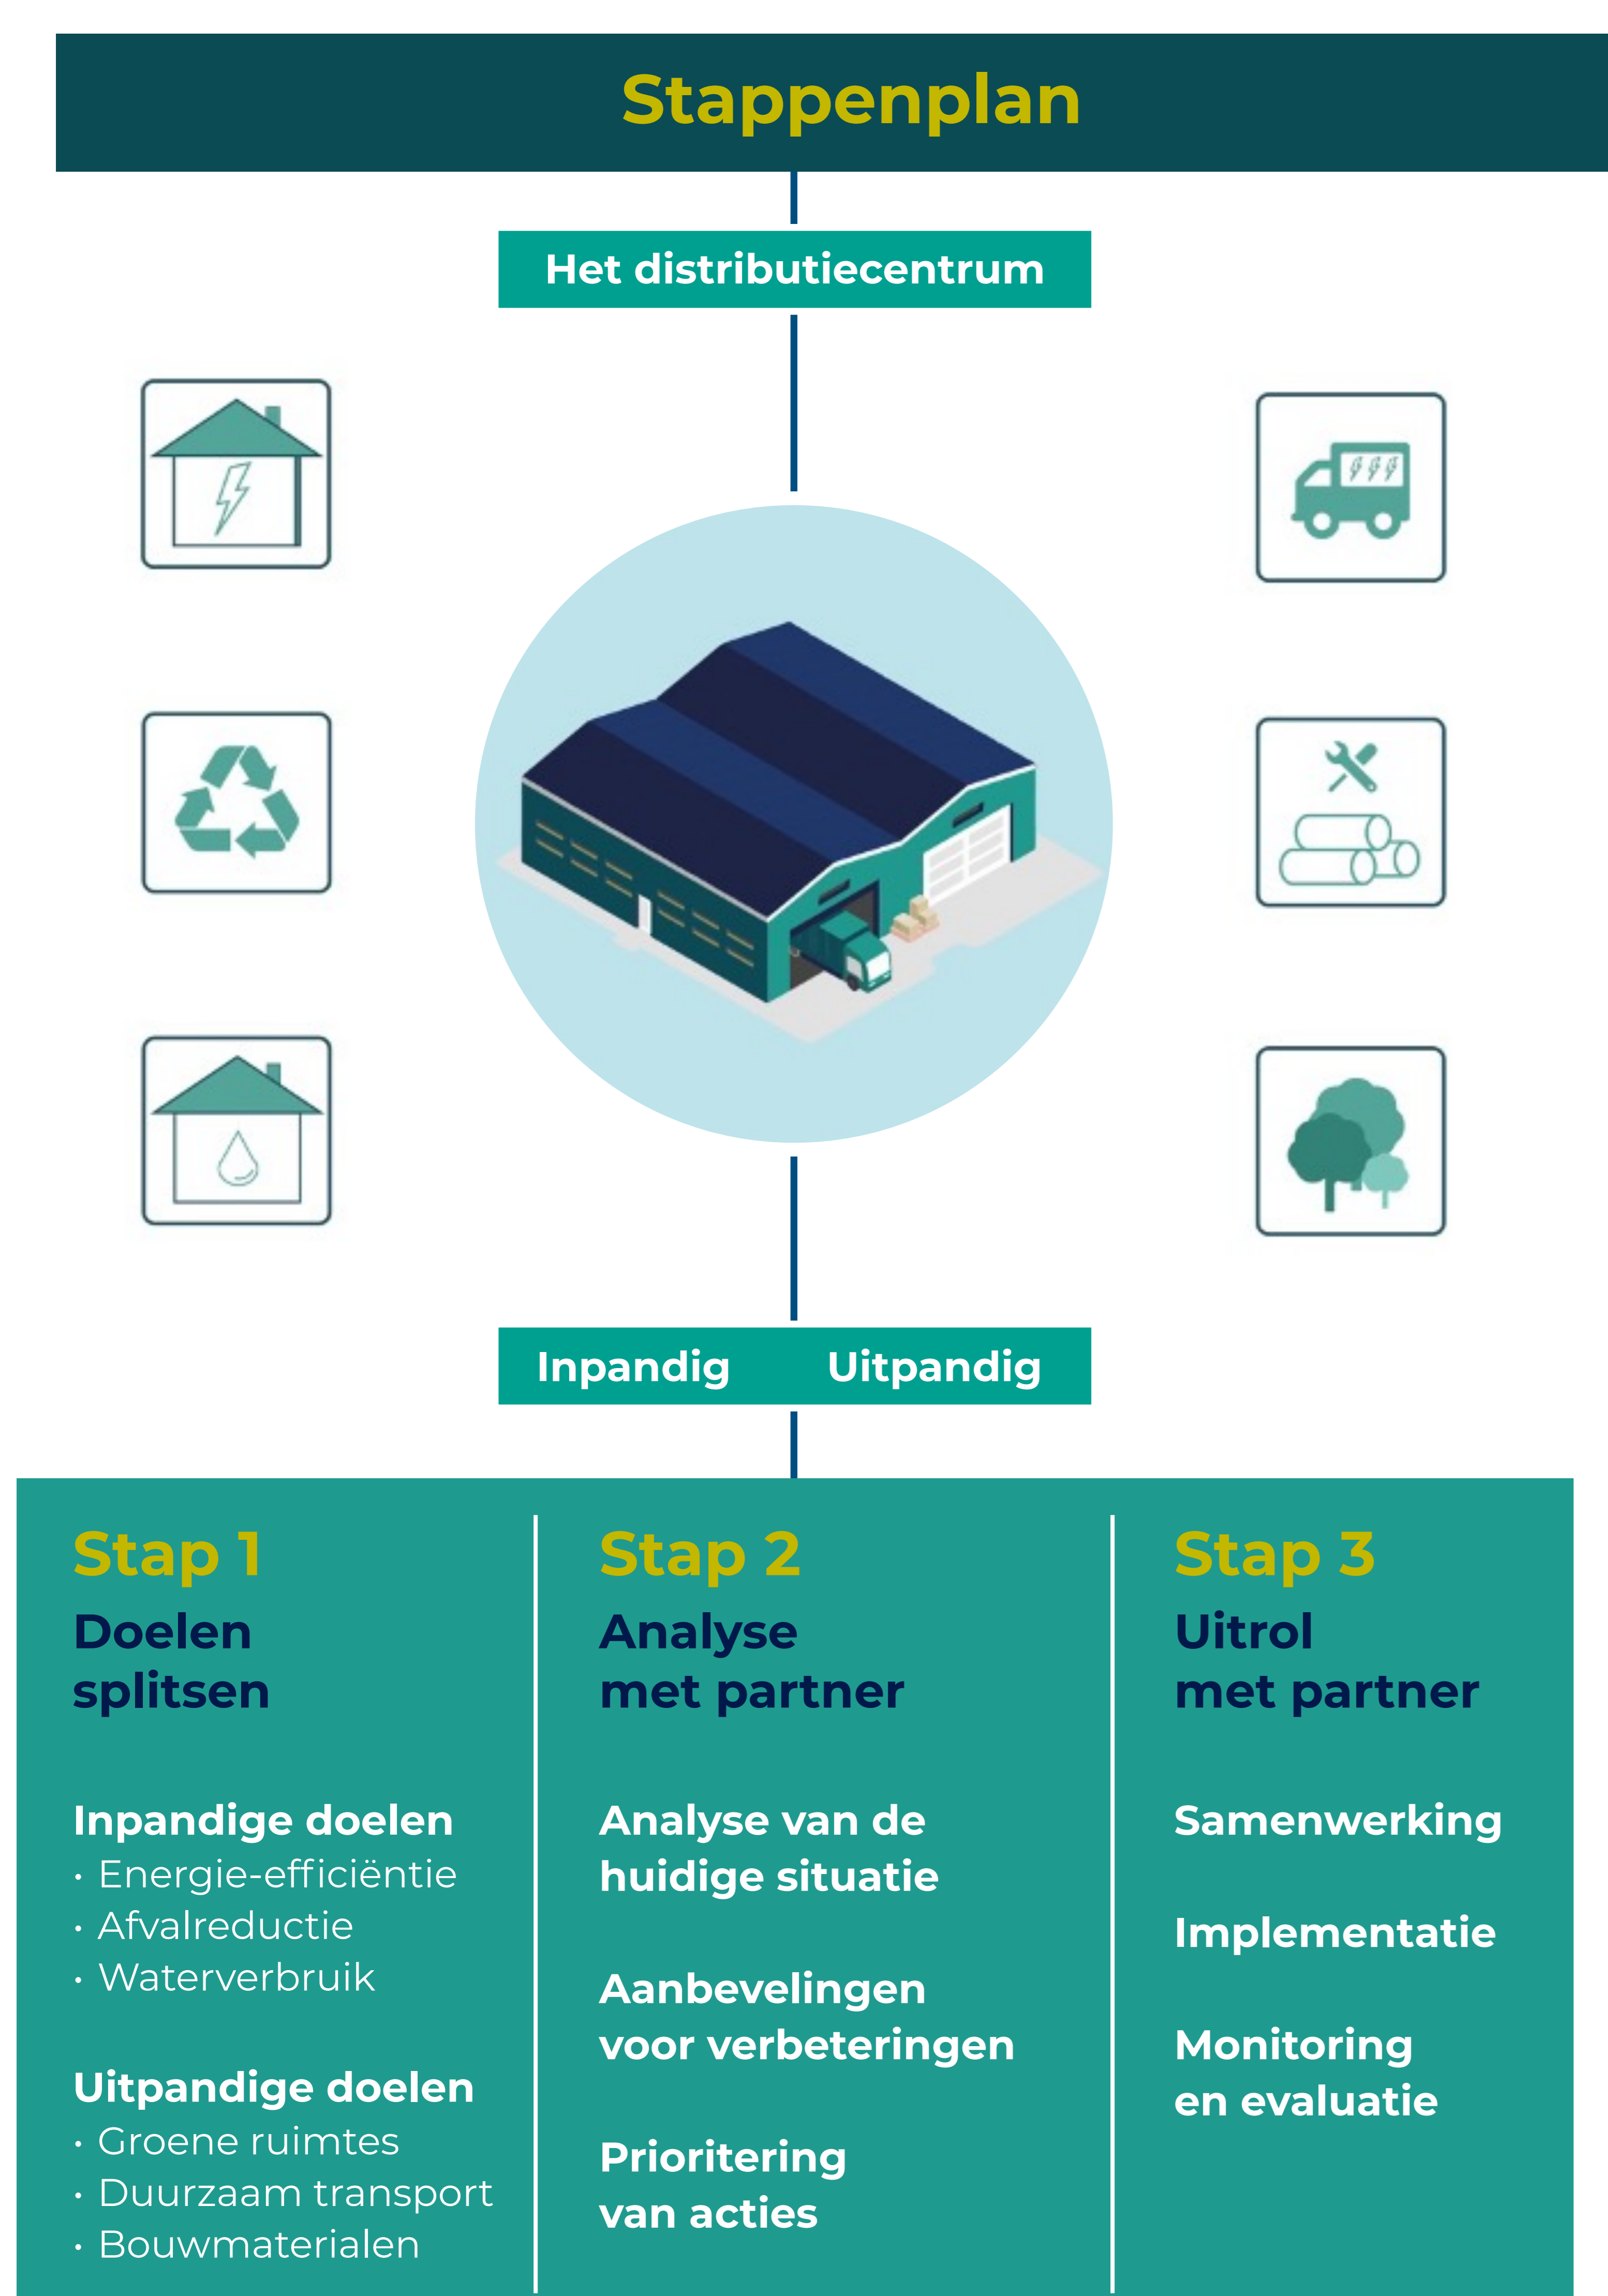 Stappenplan
Het distributiecentrum
Inpandig Uitpandig
Stap 1
Doelen
splitsen
Inpandige doelen
• Energie-efficiëntie
• Afvalreductie
• Waterverbruik
Uitpandige doelen
• Groene ruimtes
• Duurzaam transport
• Bouwmaterialen
Stap 2
Analyse
met partner
Analyse van de
huidige situatie
Aanbevelingen
voor verbeteringen
Prioritering
van acties
Stap 3
Uitrol
met partner
Samenwerking
Implementatie
Monitoring
en evaluatie